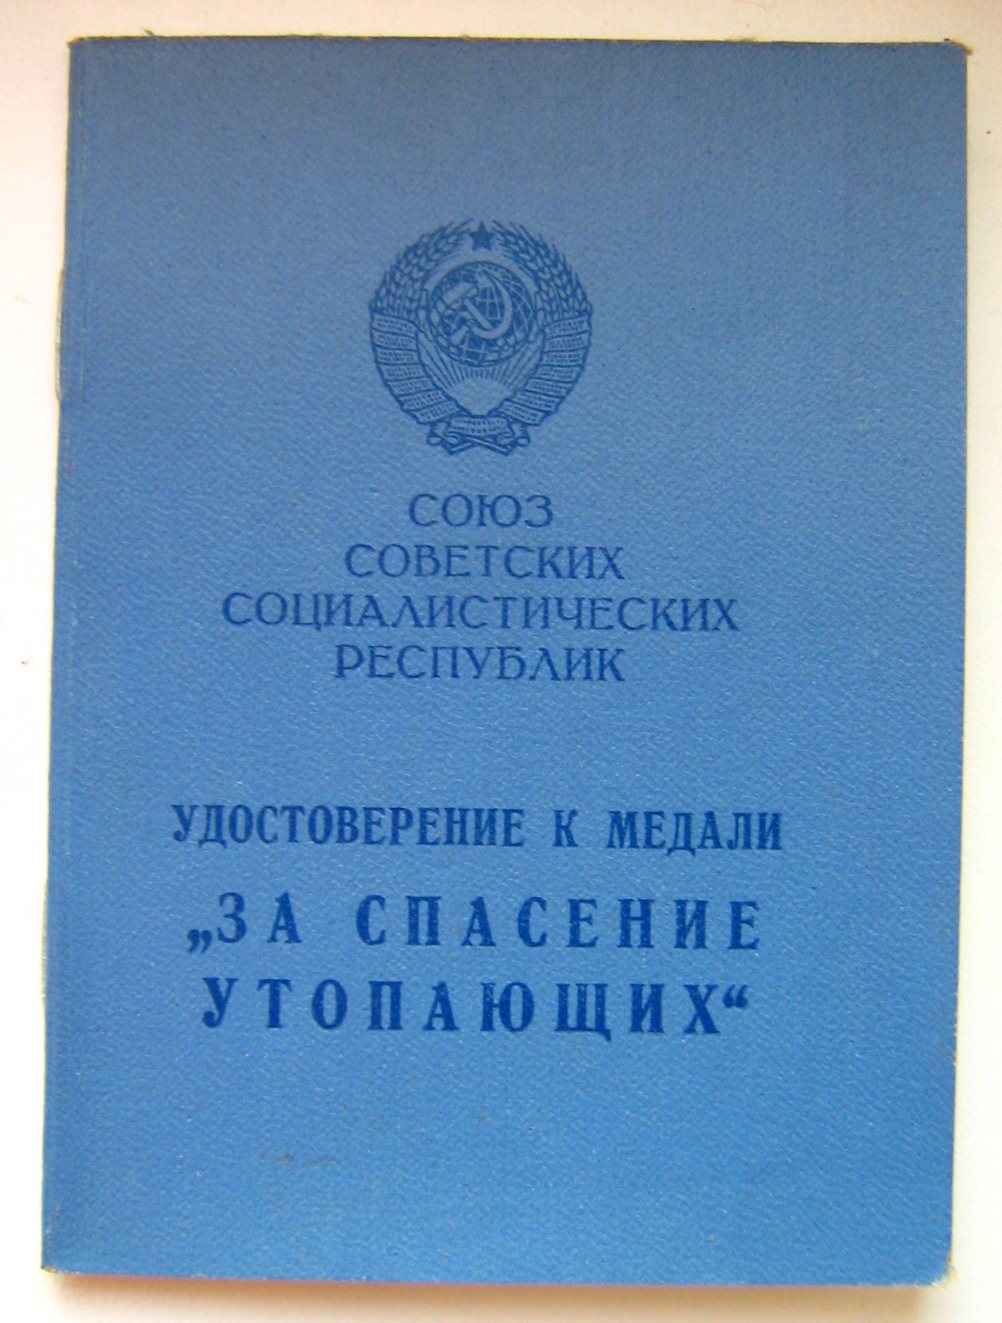 СОЮЗ
СОВЕТСКИХ
СОЦИАЛИСТИЧЕСКИХ
РЕСПУБЛИК
УДОСТОВЕРЕНИЕ К МЕДАЛИ
„ЗА СПАСЕНИЕ
УТОПАЮЩИХ“